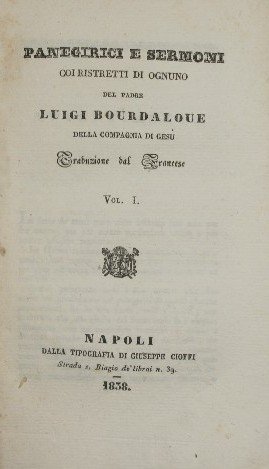 PANEGIRICI E SERMONI
COI RISTRETTI DI OGNUNO
DEL PADRE
LUIGI BOURDALOUE
DELLA COMPAGNIA DI GESÙ
Traduzione dal Francese
VOL. I.
NAPOLI
DALLA TIPOGRAFIA DI GIUSEPPE CIOFFI
Strada s. Biagio de' librai n. 39.
1838.